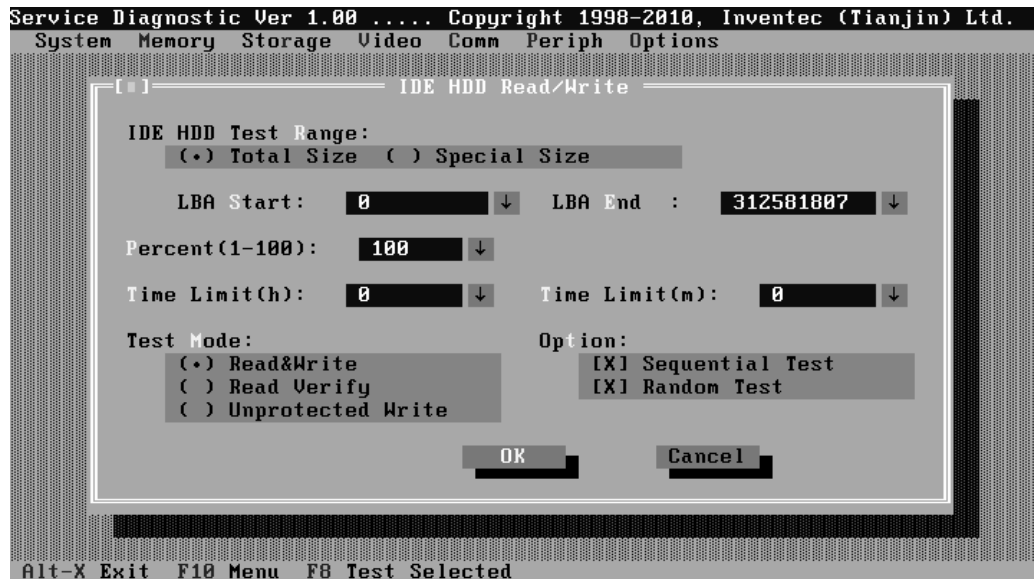 Service Diagnostic Ver 1.00 ..... Copyright 1998-2010, Inventec (Tianjin) Ltd.
System Memory Storage Video Comm Periph Options
[■] IDE HDD Read/Write
IDE HDD Test Range:
(•) Total Size ( ) Special Size
LBA Start: 0 ↓ LBA End : 312581807 ↓
Percent(1-100): 100 ↓
Time Limit(h): 0 ↓ Time Limit(m): 0 ↓
Test Mode: Option:
(•) Read&Write [X] Sequential Test
( ) Read Verify [X] Random Test
( ) Unprotected Write
OK Cancel
Alt-X Exit F10 Menu F8 Test Selected